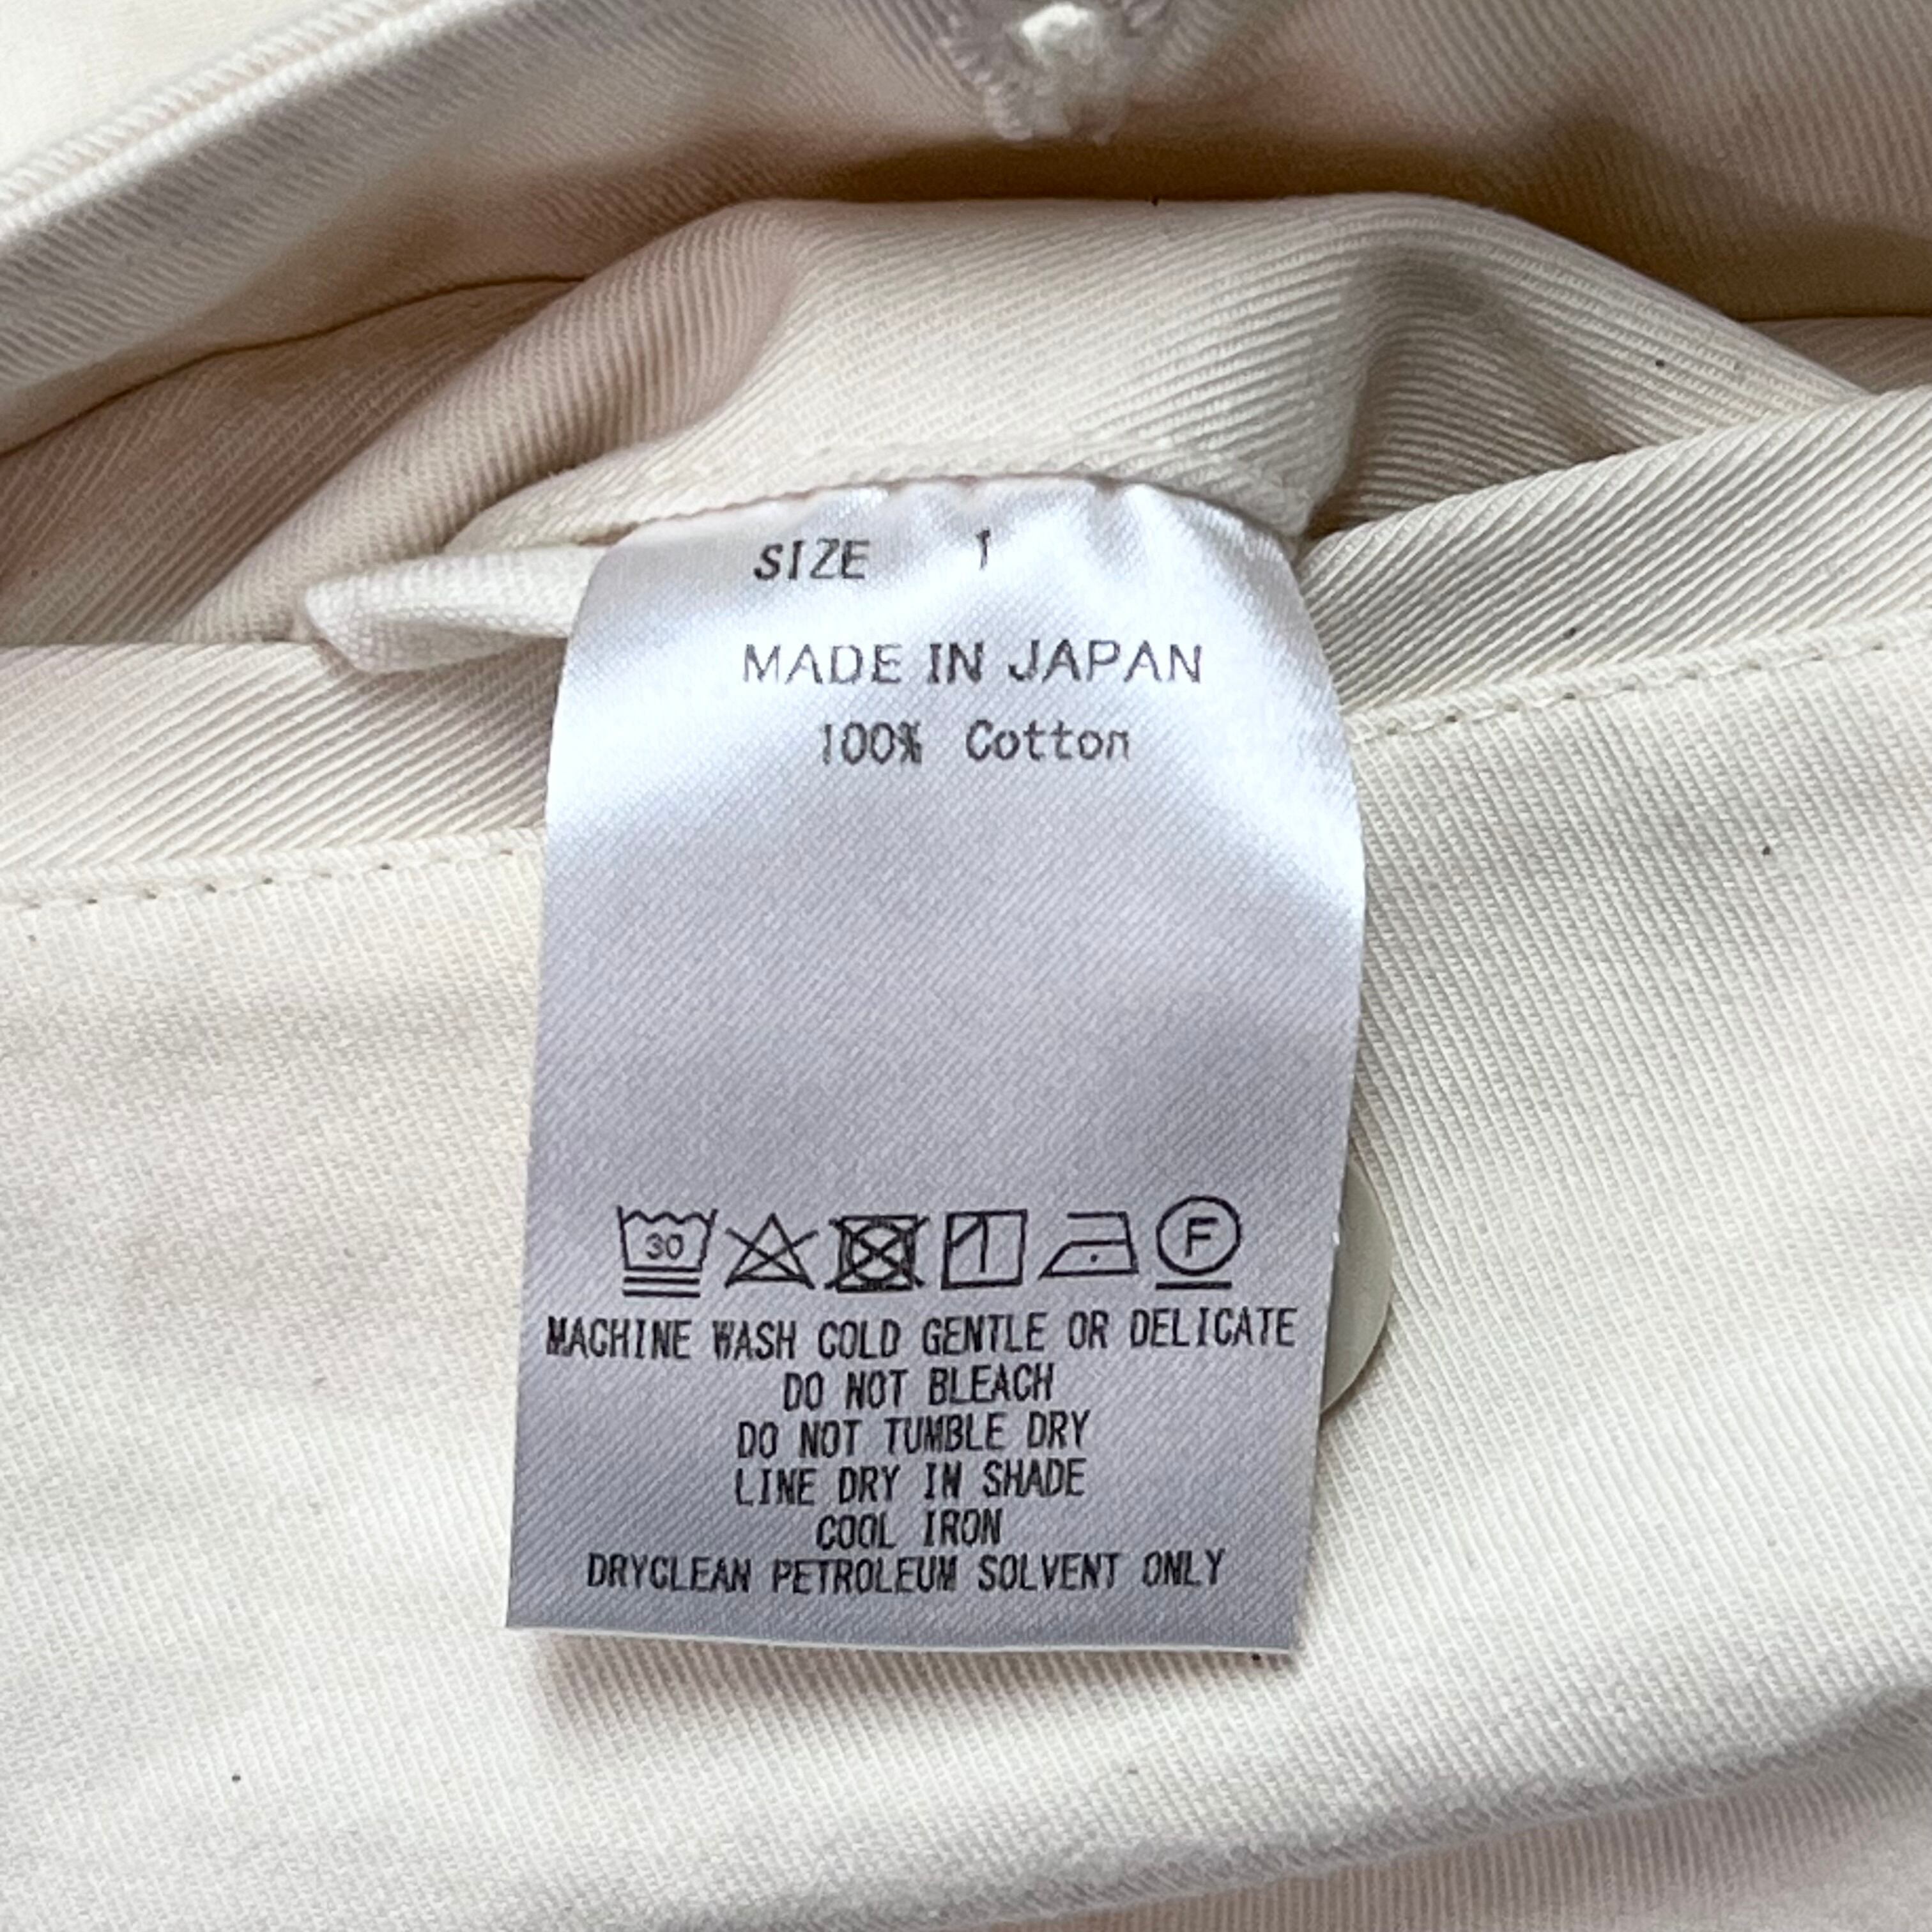 SIZE 1
MADE IN JAPAN
100% Cotton
30 F
MACHINE WASH COLD GENTLE OR DELICATE
DO NOT BLEACH
DO NOT TUMBLE DRY
LINE DRY IN SHADE
COOL IRON
DRYCLEAN PETROLEUM SOLVENT ONLY